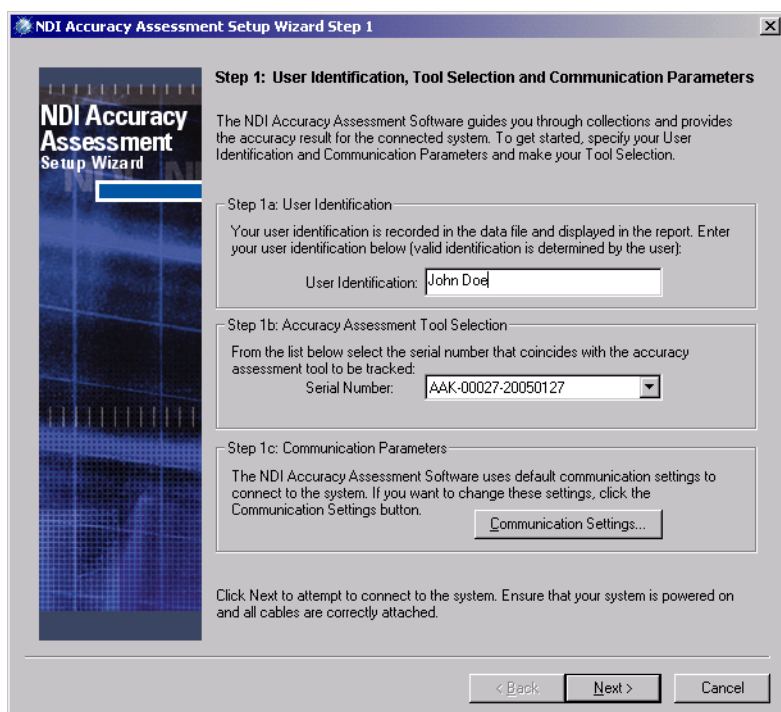 NDI Accuracy Assessment Setup Wizard Step 1
NDI Accuracy
Assessment
Setup Wizard
Step 1: User Identification, Tool Selection and Communication Parameters
The NDI Accuracy Assessment Software guides you through collections and provides
the accuracy result for the connected system. To get started, specify your User
Identification and Communication Parameters and make your Tool Selection.
Step 1a: User Identification
Your user identification is recorded in the data file and displayed in the report. Enter
your user identification below (valid identification is determined by the user):
User Identification: John Doe
Step 1b: Accuracy Assessment Tool Selection
From the list below select the serial number that coincides with the accuracy
assessment tool to be tracked:
Serial Number: AAK-00027-20050127
Step 1c: Communication Parameters
The NDI Accuracy Assessment Software uses default communication settings to
connect to the system. If you want to change these settings, click the
Communication Settings button.
Communication Settings...
Click Next to attempt to connect to the system. Ensure that your system is powered on
and all cables are correctly attached.
< Back Next > Cancel